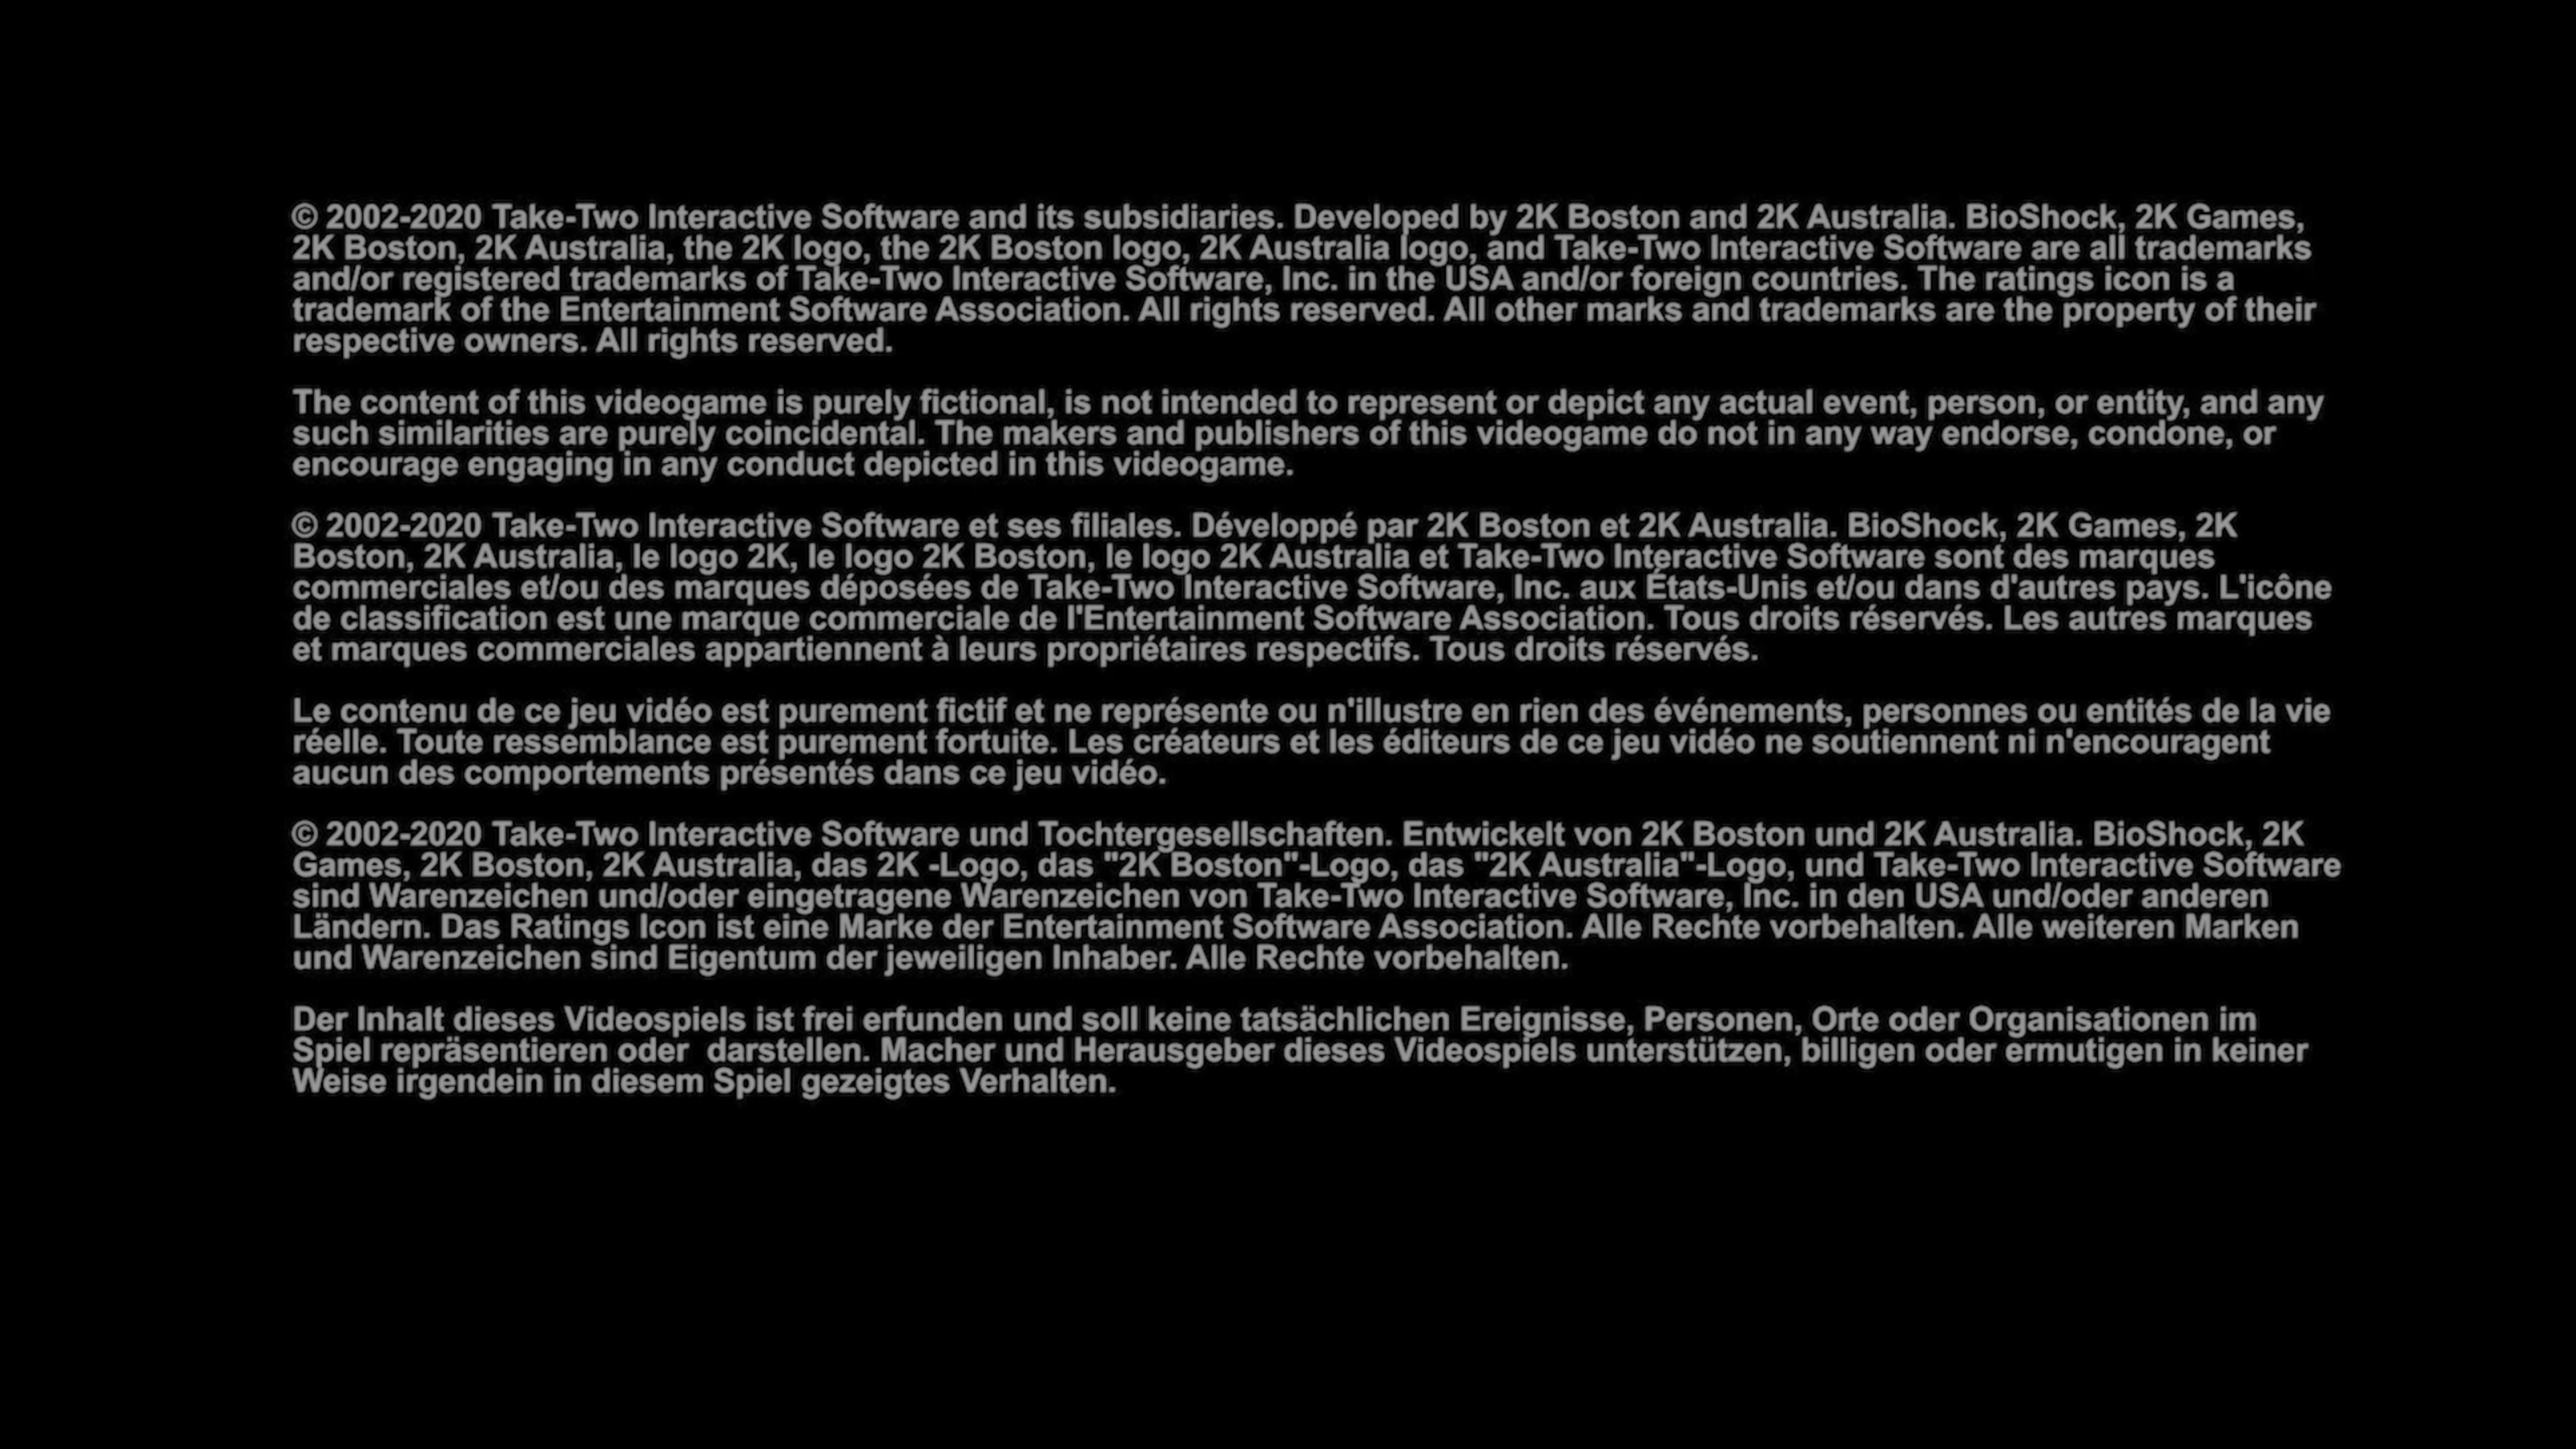 © 2002-2020 Take-Two Interactive Software and its subsidiaries. Developed by 2K Boston and 2K Australia. BioShock, 2K Games,
2K Boston, 2K Australia, the 2K logo, the 2K Boston logo, 2K Australia logo, and Take-Two Interactive Software are all trademarks
and/or registered trademarks of Take-Two Interactive Software, Inc. in the USA and/or foreign countries. The ratings icon is a
trademark of the Entertainment Software Association. All rights reserved. All other marks and trademarks are the property of their
respective owners. All rights reserved.
The content of this videogame is purely fictional, is not intended to represent or depict any actual event, person, or entity, and any
such similarities are purely coincidental. The makers and publishers of this videogame do not in any way endorse, condone, or
encourage engaging in any conduct depicted in this videogame.
© 2002-2020 Take-Two Interactive Software et ses filiales. Développé par 2K Boston et 2K Australia. BioShock, 2K Games, 2K
Boston, 2K Australia, le logo 2K, le logo 2K Boston, le logo 2K Australia et Take-Two Interactive Software sont des marques
commerciales et/ou des marques déposées de Take-Two Interactive Software, Inc. aux États-Unis et/ou dans d'autres pays. L'icône
de classification est une marque commerciale de l'Entertainment Software Association. Tous droits réservés. Les autres marques
et marques commerciales appartiennent à leurs propriétaires respectifs. Tous droits réservés.
Le contenu de ce jeu vidéo est purement fictif et ne représente ou n'illustre en rien des événements, personnes ou entités de la vie
réelle. Toute ressemblance est purement fortuite. Les créateurs et les éditeurs de ce jeu vidéo ne soutiennent ni n'encouragent
aucun des comportements présentés dans ce jeu vidéo.
© 2002-2020 Take-Two Interactive Software und Tochtergesellschaften. Entwickelt von 2K Boston und 2K Australia. BioShock, 2K
Games, 2K Boston, 2K Australia, das 2K -Logo, das "2K Boston"-Logo, das "2K Australia"-Logo, und Take-Two Interactive Software
sind Warenzeichen und/oder eingetragene Warenzeichen von Take-Two Interactive Software, Inc. in den USA und/oder anderen
Ländern. Das Ratings Icon ist eine Marke der Entertainment Software Association. Alle Rechte vorbehalten. Alle weiteren Marken
und Warenzeichen sind Eigentum der jeweiligen Inhaber. Alle Rechte vorbehalten.
Der Inhalt dieses Videospiels ist frei erfunden und soll keine tatsächlichen Ereignisse, Personen, Orte oder Organisationen im
Spiel repräsentieren oder  darstellen. Macher und Herausgeber dieses Videospiels unterstützen, billigen oder ermutigen in keiner
Weise irgendein in diesem Spiel gezeigtes Verhalten.